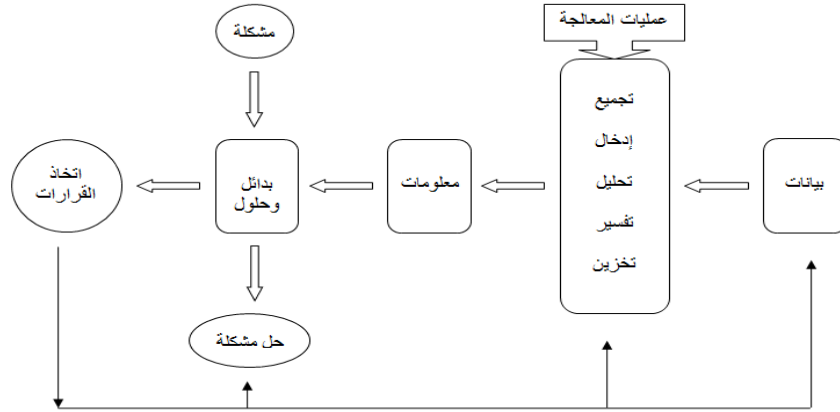 مشكلة
عمليات المعالجة
تجميع
إدخال
تحليل
تفسير
تخزين
بيانات
معلومات
بدائل
وحلول
اتخاذ
القرارات
حل مشكلة